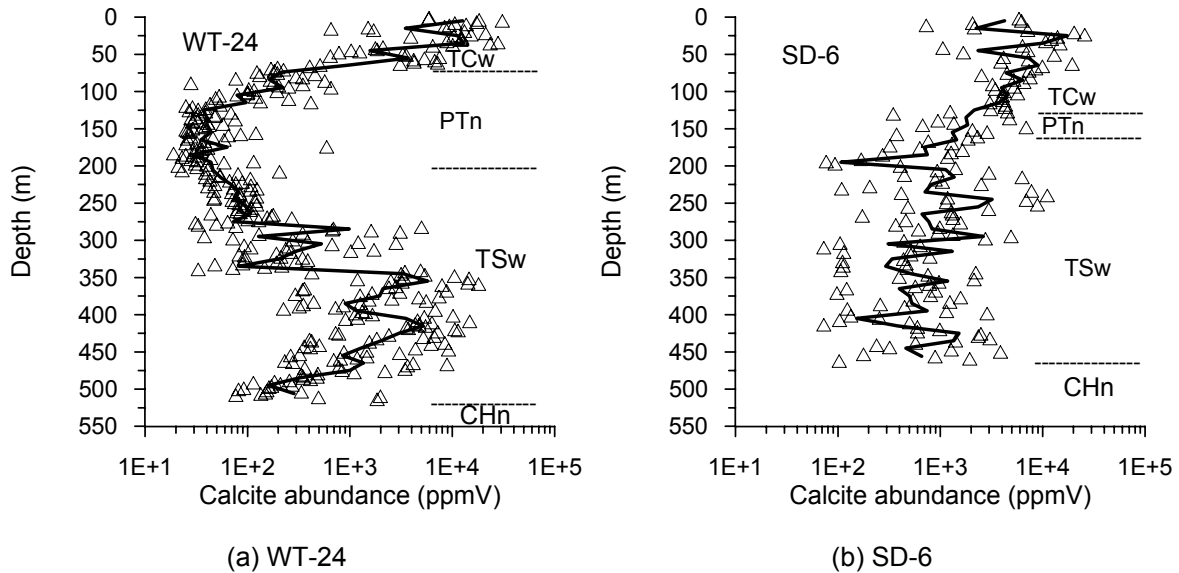 0
50
100
150
200
250
300
350
400
450
500
550
Depth (m)
WT-24
TCw
PTn
TSw
CHn
1E+1 1E+2 1E+3 1E+4 1E+5
Calcite abundance (ppmV)
(a) WT-24
0
50
100
150
200
250
300
350
400
450
500
550
Depth (m)
SD-6
TCw
PTn
TSw
CHn
1E+1 1E+2 1E+3 1E+4 1E+5
Calcite abundance (ppmV)
(b) SD-6